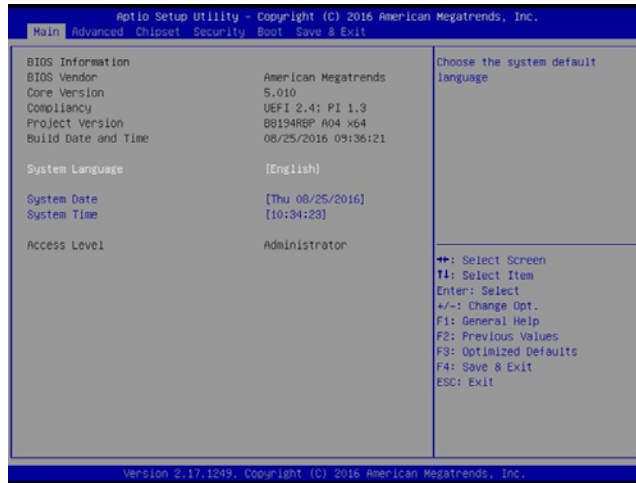 Aptio Setup Utility – Copyright (C) 2016 American Megatrends, Inc.
Main Advanced Chipset Security Boot Save & Exit
BIOS Information
BIOS Vendor American Megatrends
Core Version 5.010
Compliancy UEFI 2.4; PI 1.3
Project Version B8194RBP A04 x64
Build Date and Time 08/25/2016 09:36:21
System Language [English]
System Date [Thu 08/25/2016]
System Time [10:34:23]
Access Level Administrator
Choose the system default
language
→←: Select Screen
↑↓: Select Item
Enter: Select
+/-: Change Opt.
F1: General Help
F2: Previous Values
F3: Optimized Defaults
F4: Save & Exit
ESC: Exit
Version 2.17.1249. Copyright (C) 2016 American Megatrends, Inc.